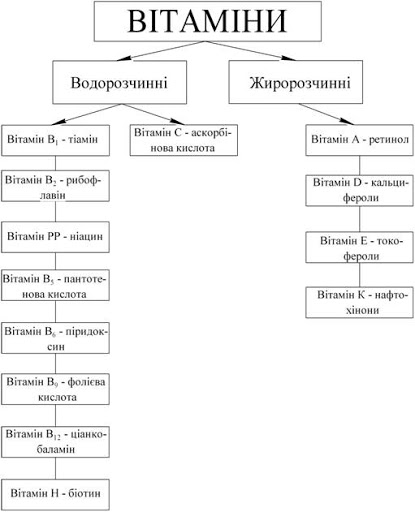 ВІТАМІНИ
Водорозчинні
Жиророзчинні
Вітамін B₁ - тіамін
Вітамін B₂ - рибоф-
лавін
Вітамін PP - ніацин
Вітамін B₅ - пантоте-
нова кислота
Вітамін B₆ - піридок-
син
Вітамін B₉ - фолієва
кислота
Вітамін B₁₂ - ціанко-
баламін
Вітамін H - біотин
Вітамін C - аскорбі-
нова кислота
Вітамін A - ретинол
Вітамін D - кальци-
фероли
Вітамін E - токо-
фероли
Вітамін K - нафто-
хінони